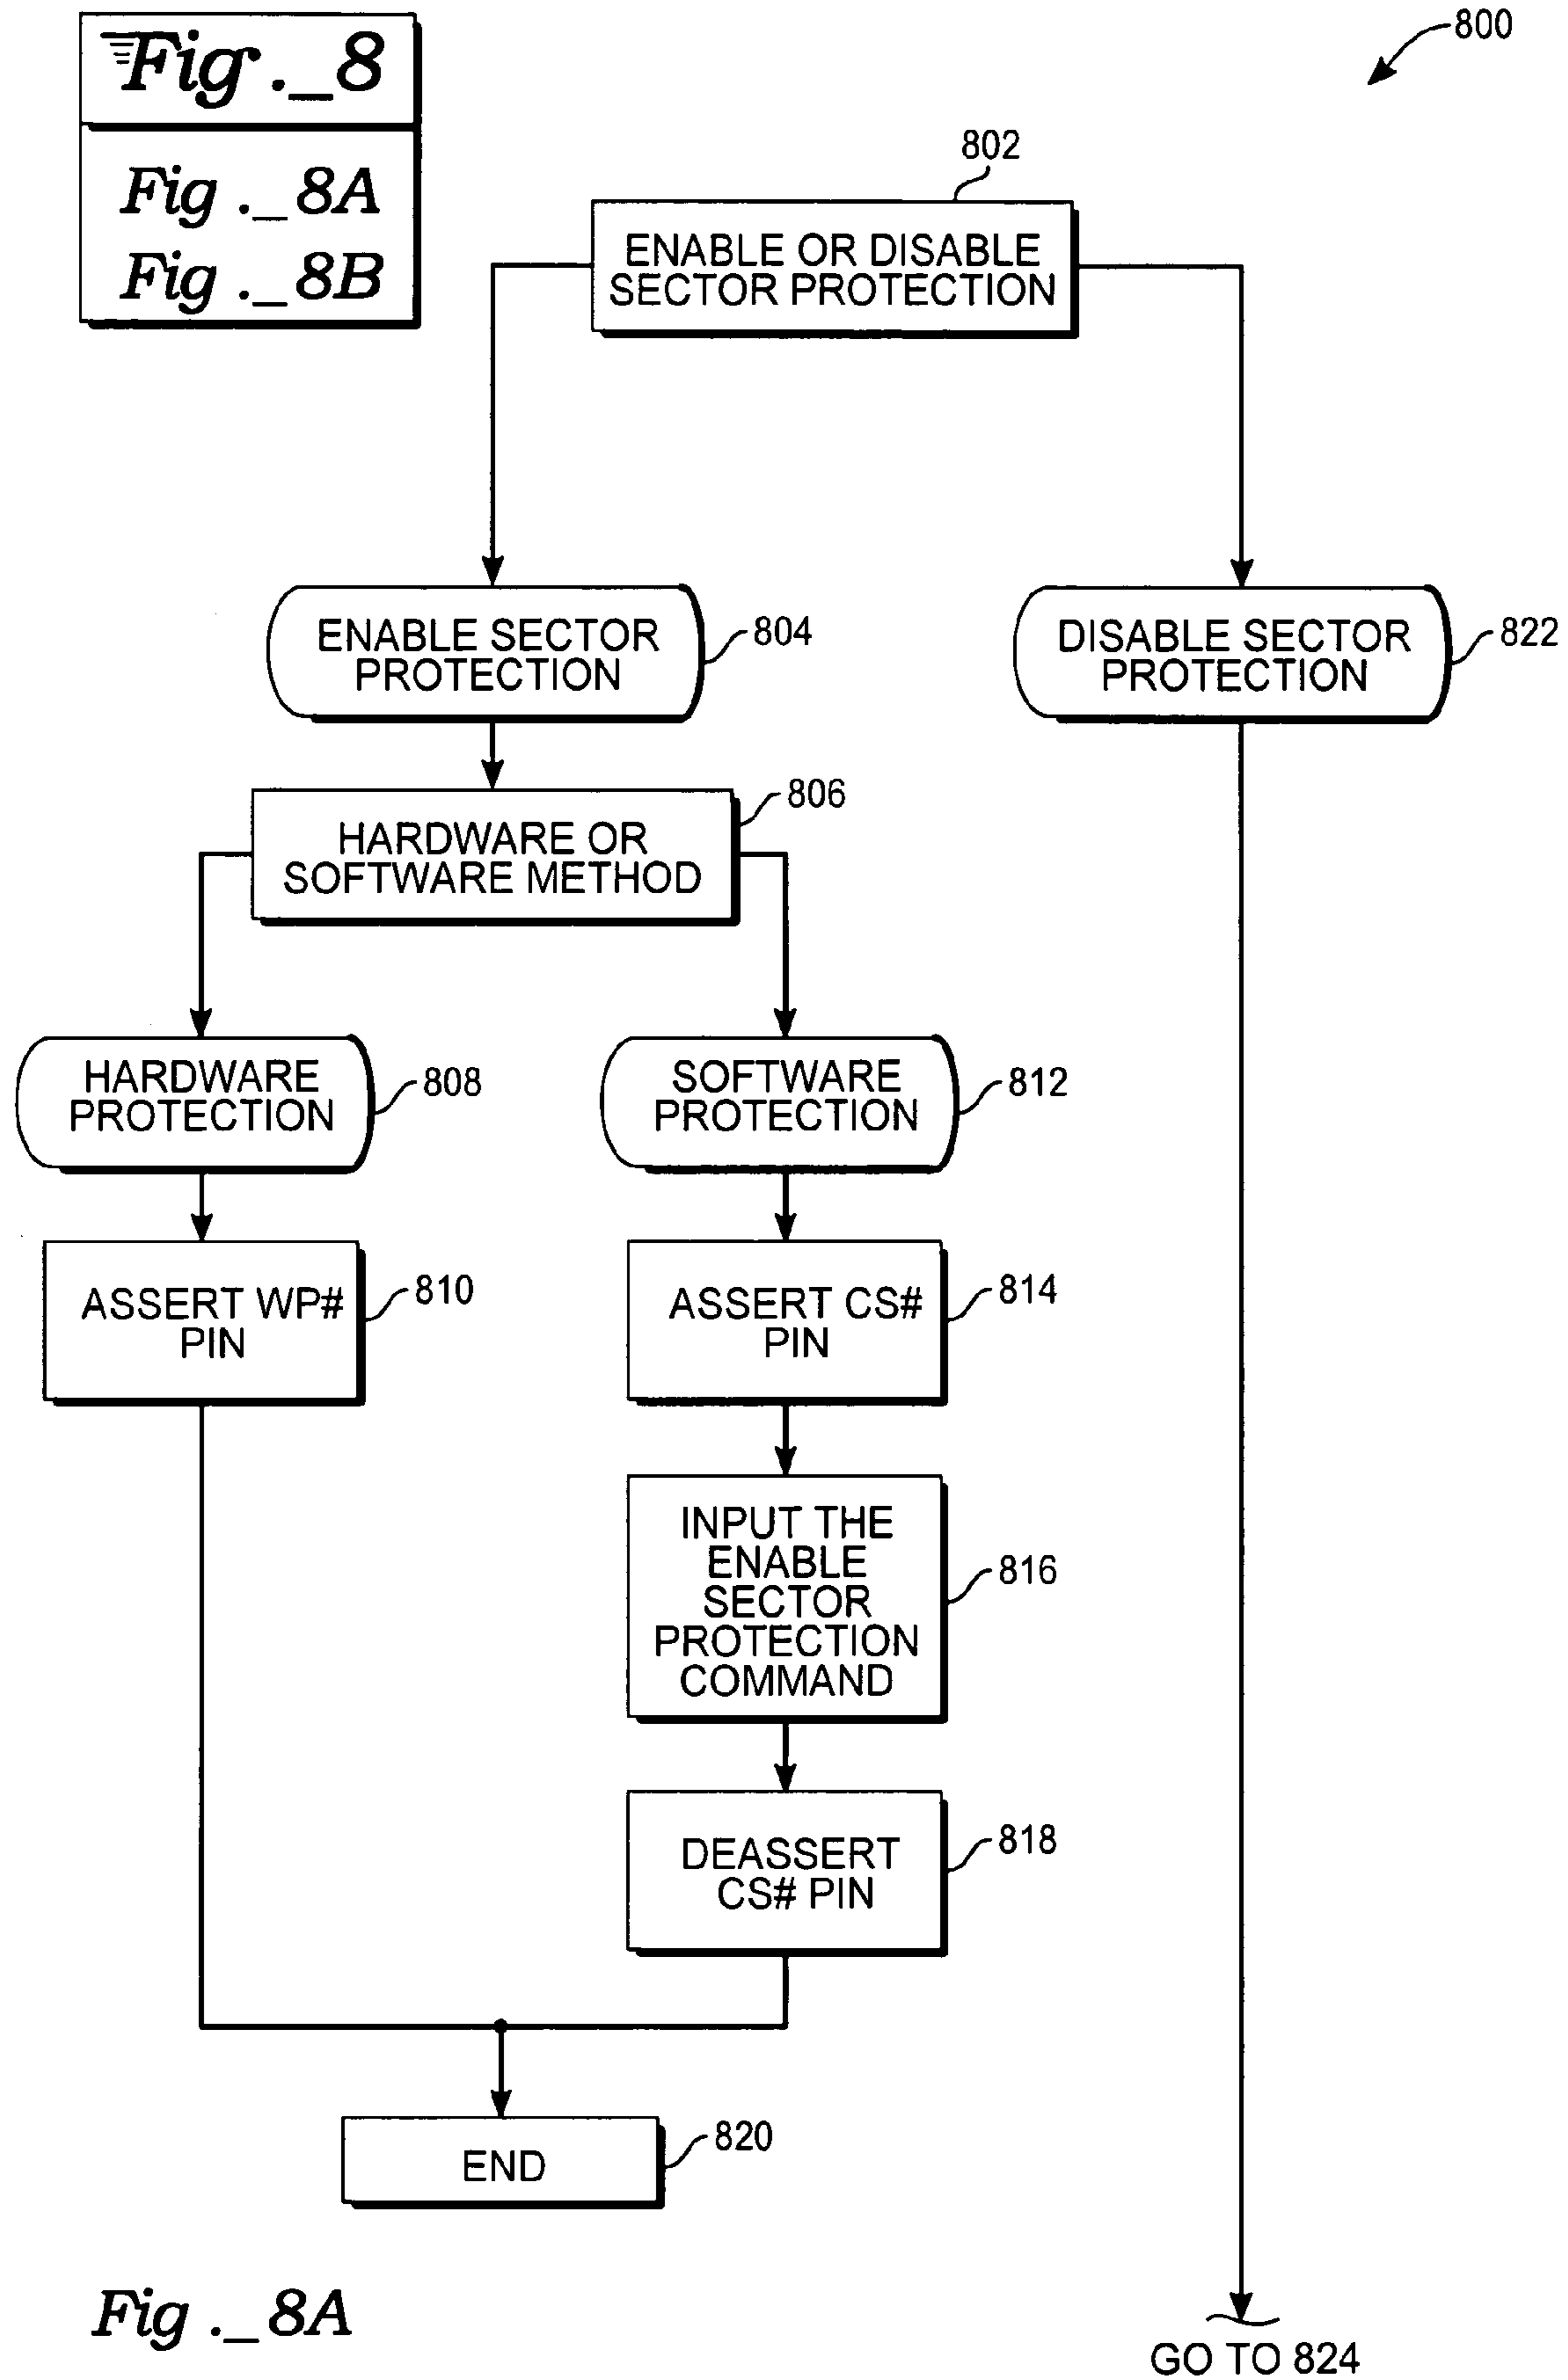 Fig._8
Fig._8A
Fig._8B
800
802
ENABLE OR DISABLE
SECTOR PROTECTION
ENABLE SECTOR
PROTECTION
804
DISABLE SECTOR
PROTECTION
822
806
HARDWARE OR
SOFTWARE METHOD
HARDWARE
PROTECTION
808
SOFTWARE
PROTECTION
812
ASSERT WP#
PIN
810
ASSERT CS#
PIN
814
INPUT THE
ENABLE
SECTOR
PROTECTION
COMMAND
816
DEASSERT
CS# PIN
818
END
820
Fig._8A
GO TO 824